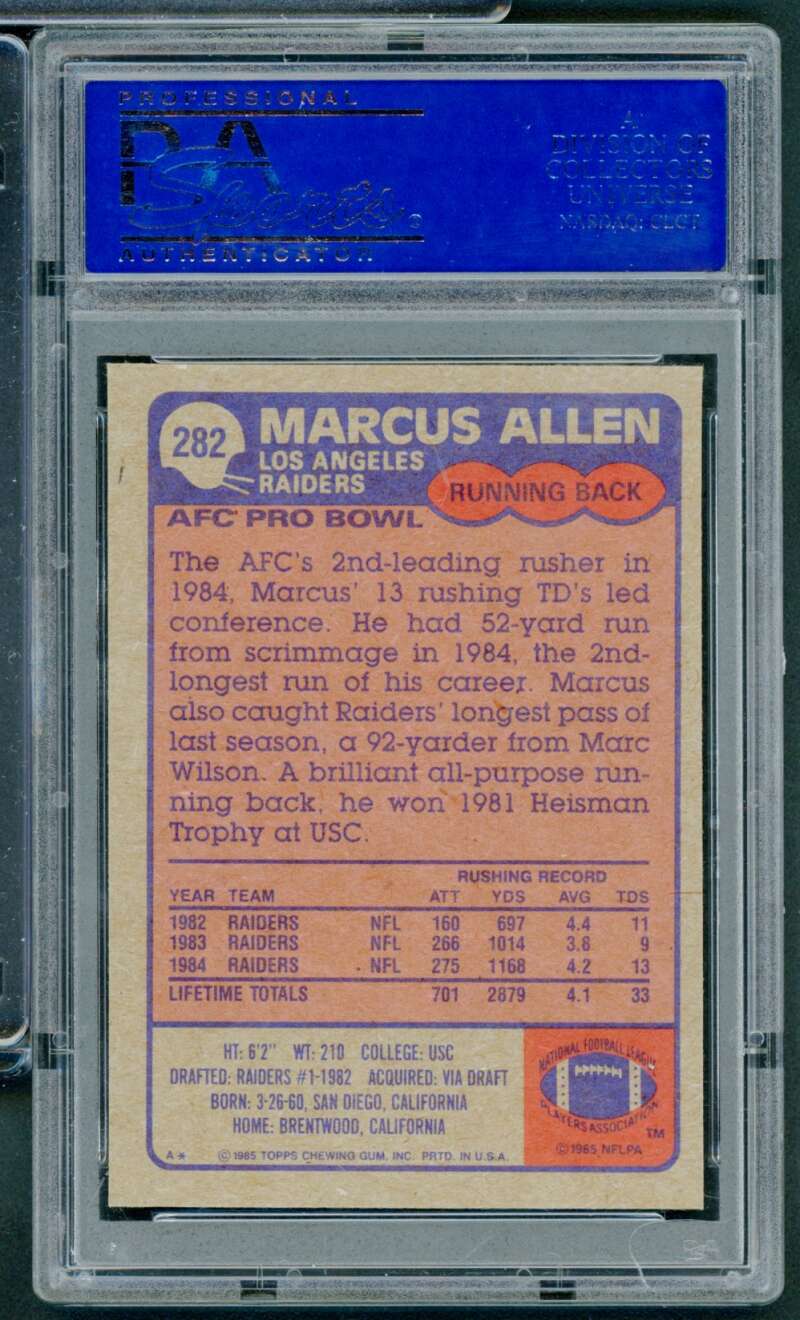 PROFESSIONAL
PSA
Sports
AUTHENTICATOR
A
DIVISION OF
COLLECTORS
UNIVERSE
NASDAQ: CLCT
282
MARCUS ALLEN
LOS ANGELES
RAIDERS
RUNNING BACK
AFC PRO BOWL
The AFC's 2nd-leading rusher in
1984, Marcus' 13 rushing TD's led
conference. He had 52-yard run
from scrimmage in 1984, the 2nd-
longest run of his career. Marcus
also caught Raiders' longest pass of
last season, a 92-yarder from Marc
Wilson. A brilliant all-purpose run-
ning back, he won 1981 Heisman
Trophy at USC.
RUSHING RECORD
YEAR TEAM ATT YDS AVG TDS
1982 RAIDERS NFL 160 697 4.4 11
1983 RAIDERS NFL 266 1014 3.8 9
1984 RAIDERS NFL 275 1168 4.2 13
LIFETIME TOTALS 701 2879 4.1 33
HT: 6'2" WT: 210 COLLEGE: USC
DRAFTED: RAIDERS #1-1982 ACQUIRED: VIA DRAFT
BORN: 3-26-60, SAN DIEGO, CALIFORNIA
HOME: BRENTWOOD, CALIFORNIA
A* © 1985 TOPPS CHEWING GUM, INC. PRTD. IN U.S.A.
NATIONAL FOOTBALL LEAGUE
PLAYERS ASSOCIATION
TM
© 1985 NFLPA